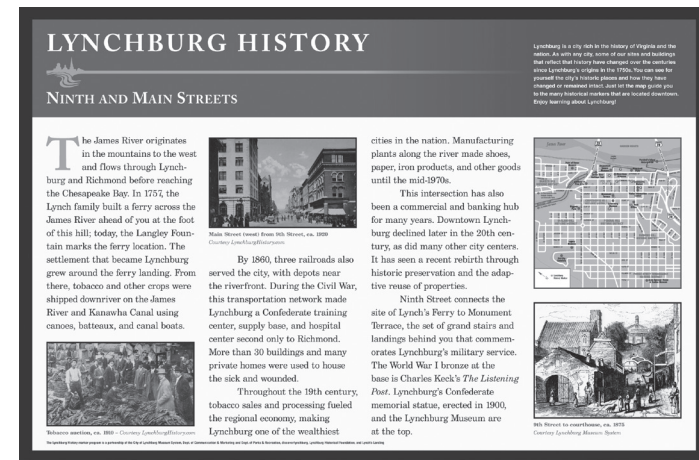 LYNCHBURG HISTORY
NINTH AND MAIN STREETS
Lynchburg is a city rich in the history of Virginia and the
nation. As with any city, some of our sites and buildings
that reflect that history have changed over the centuries
since Lynchburg's origins in the 1750s. You can see for
yourself the city's historic places and how they have
changed or remained intact. Just let the map guide you
to the many historical markers that are located downtown.
Enjoy learning about Lynchburg!
The James River originates
in the mountains to the west
and flows through Lynch-
burg and Richmond before reaching
the Chesapeake Bay. In 1757, the
Lynch family built a ferry across the
James River ahead of you at the foot
of this hill; today, the Langley Foun-
tain marks the ferry location. The
settlement that became Lynchburg
grew around the ferry landing. From
there, tobacco and other crops were
shipped downriver on the James
River and Kanawha Canal using
canoes, batteaux, and canal boats.
Tobacco auction, ca. 1910 – Courtesy LynchburgHistory.com
Main Street (west) from 9th Street, ca. 1920
Courtesy LynchburgHistory.com
By 1860, three railroads also
served the city, with depots near
the riverfront. During the Civil War,
this transportation network made
Lynchburg a Confederate training
center, supply base, and hospital
center second only to Richmond.
More than 30 buildings and many
private homes were used to house
the sick and wounded.
Throughout the 19th century,
tobacco sales and processing fueled
the regional economy, making
Lynchburg one of the wealthiest
cities in the nation. Manufacturing
plants along the river made shoes,
paper, iron products, and other goods
until the mid-1970s.
This intersection has also
been a commercial and banking hub
for many years. Downtown Lynch-
burg declined later in the 20th cen-
tury, as did many other city centers.
It has seen a recent rebirth through
historic preservation and the adap-
tive reuse of properties.
Ninth Street connects the
site of Lynch's Ferry to Monument
Terrace, the set of grand stairs and
landings behind you that commem-
orates Lynchburg's military service.
The World War I bronze at the
base is Charles Keck's The Listening
Post. Lynchburg's Confederate
memorial statue, erected in 1900,
and the Lynchburg Museum are
at the top.
9th Street to courthouse, ca. 1875
Courtesy Lynchburg Museum System